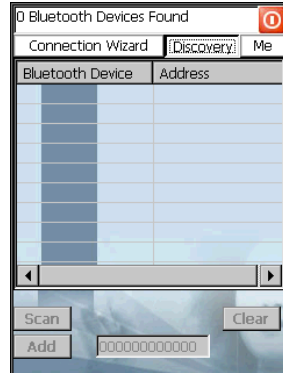 0 Bluetooth Devices Found
Connection Wizard Discovery Me
Bluetooth Device Address
Scan Clear
Add 000000000000